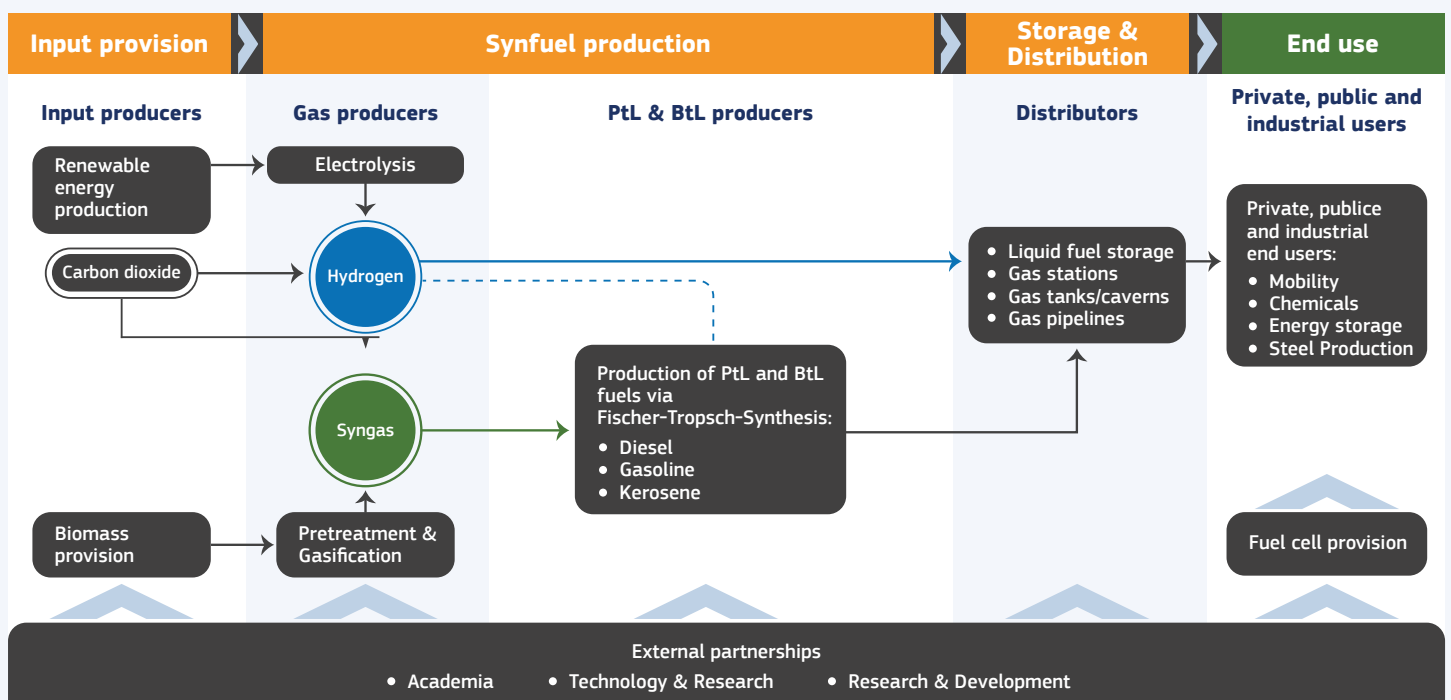 Input provision
Synfuel production
Storage &
Distribution
End use
Input producers
Gas producers
PtL & BtL producers
Distributors
Private, public and
industrial users
Renewable
energy
production
Electrolysis
Carbon dioxide
Hydrogen
Syngas
Biomass
provision
Pretreatment &
Gasification
Production of PtL and BtL
fuels via
Fischer-Tropsch-Synthesis:
• Diesel
• Gasoline
• Kerosene
• Liquid fuel storage
• Gas stations
• Gas tanks/caverns
• Gas pipelines
Private, publice
and industrial
end users:
• Mobility
• Chemicals
• Energy storage
• Steel Production
Fuel cell provision
External partnerships
• Academia • Technology & Research • Research & Development